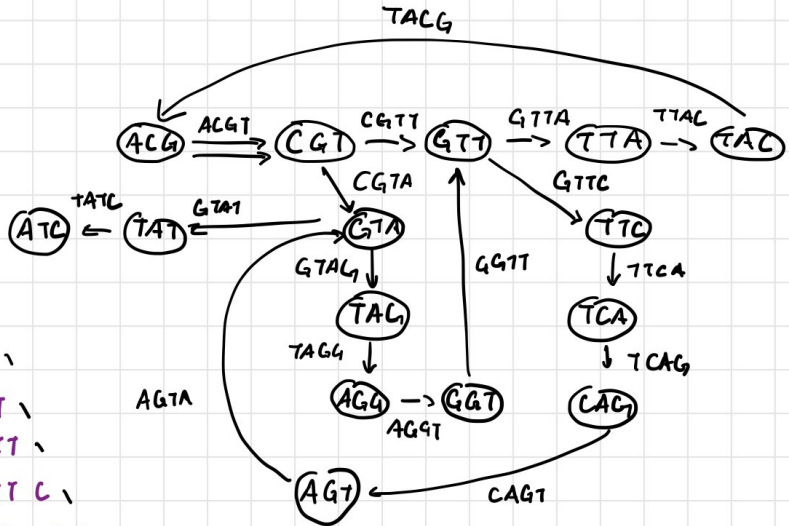 TACG
ACGT CGTT GTTA TTAC
ACG CGT GTT TTA TAC
CGTA GTTC
TATC GTAT
ATC TAT GTA TTC
GTAG GGTT TTCA
TAG TCA
TAGG TCAG
AGTA AGG GGT CAG
T
AGGT
T
AGT CAGT
T C